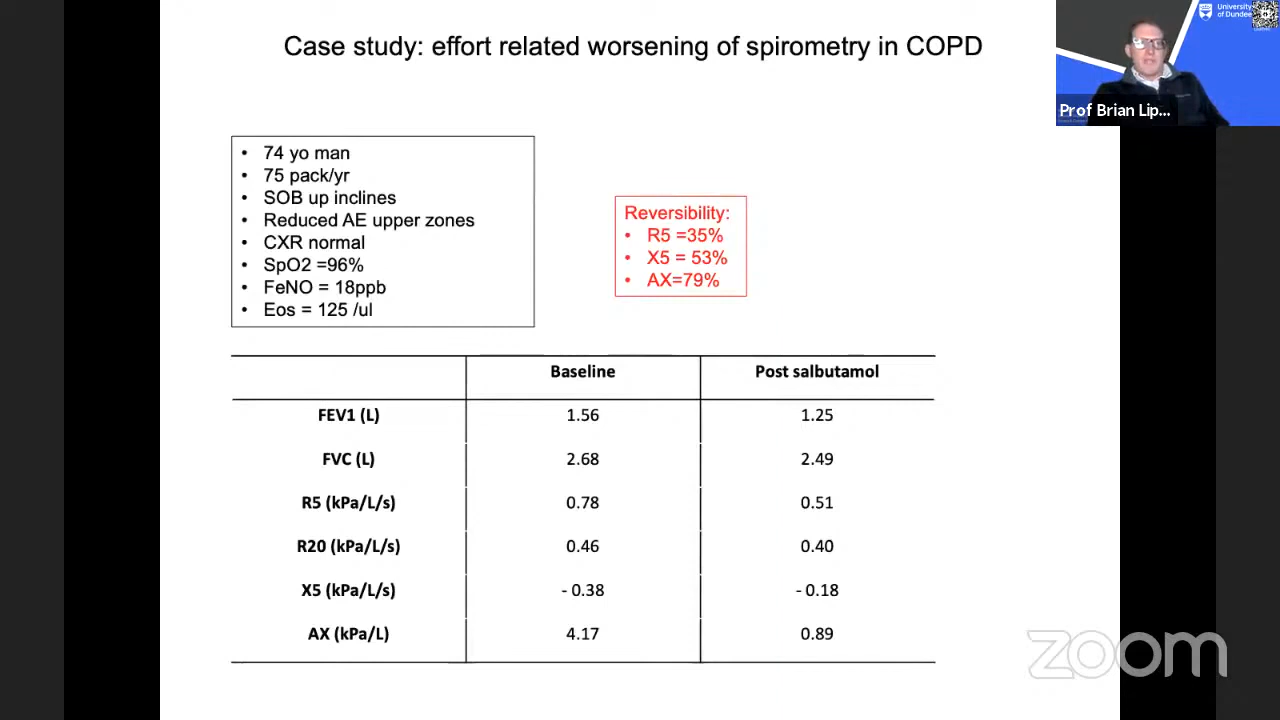 Case study: effort related worsening of spirometry in COPD
University
of Dundee
Prof Brian Lip...
• 74 yo man
• 75 pack/yr
• SOB up inclines
• Reduced AE upper zones
• CXR normal
• SpO2 =96%
• FeNO = 18ppb
• Eos = 125 /ul
Reversibility:
• R5 =35%
• X5 = 53%
• AX=79%
Baseline Post salbutamol
FEV1 (L) 1.56 1.25
FVC (L) 2.68 2.49
R5 (kPa/L/s) 0.78 0.51
R20 (kPa/L/s) 0.46 0.40
X5 (kPa/L/s) - 0.38 - 0.18
AX (kPa/L) 4.17 0.89
zoom